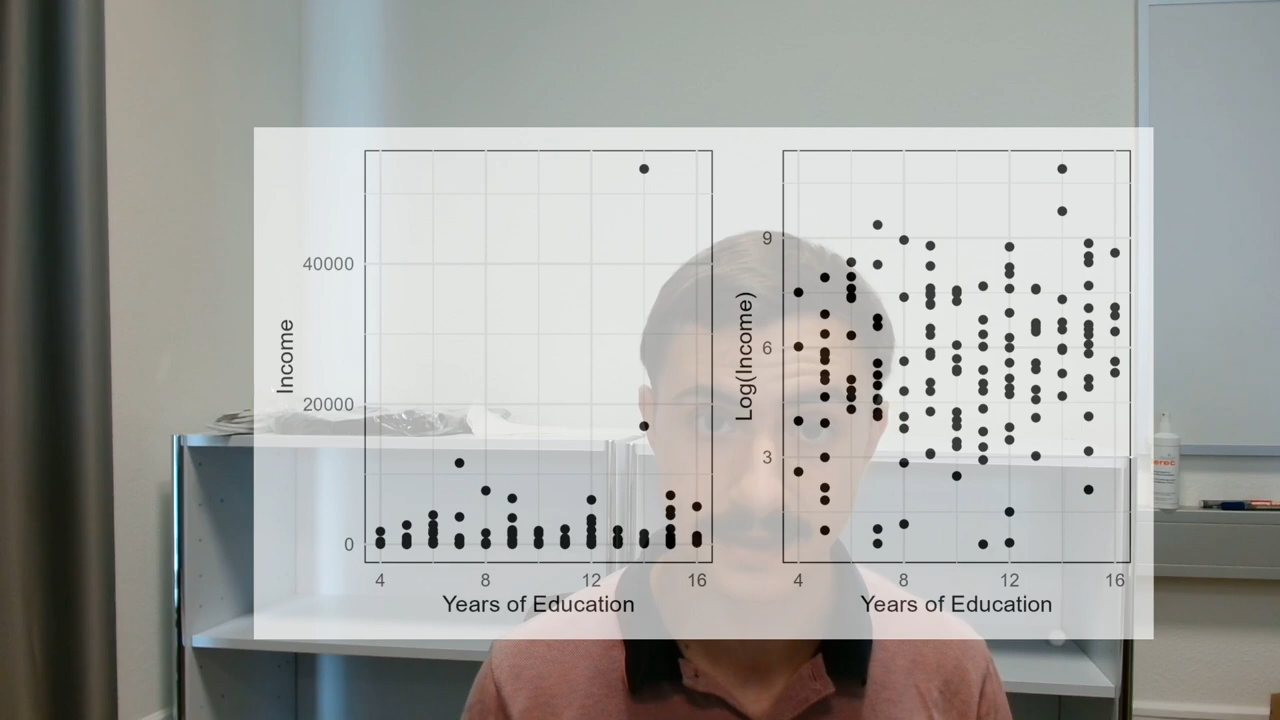 Income
40000
20000
0
4 8 12 16
Years of Education
Log(Income)
9
6
3
4 8 12 16
Years of Education
erec